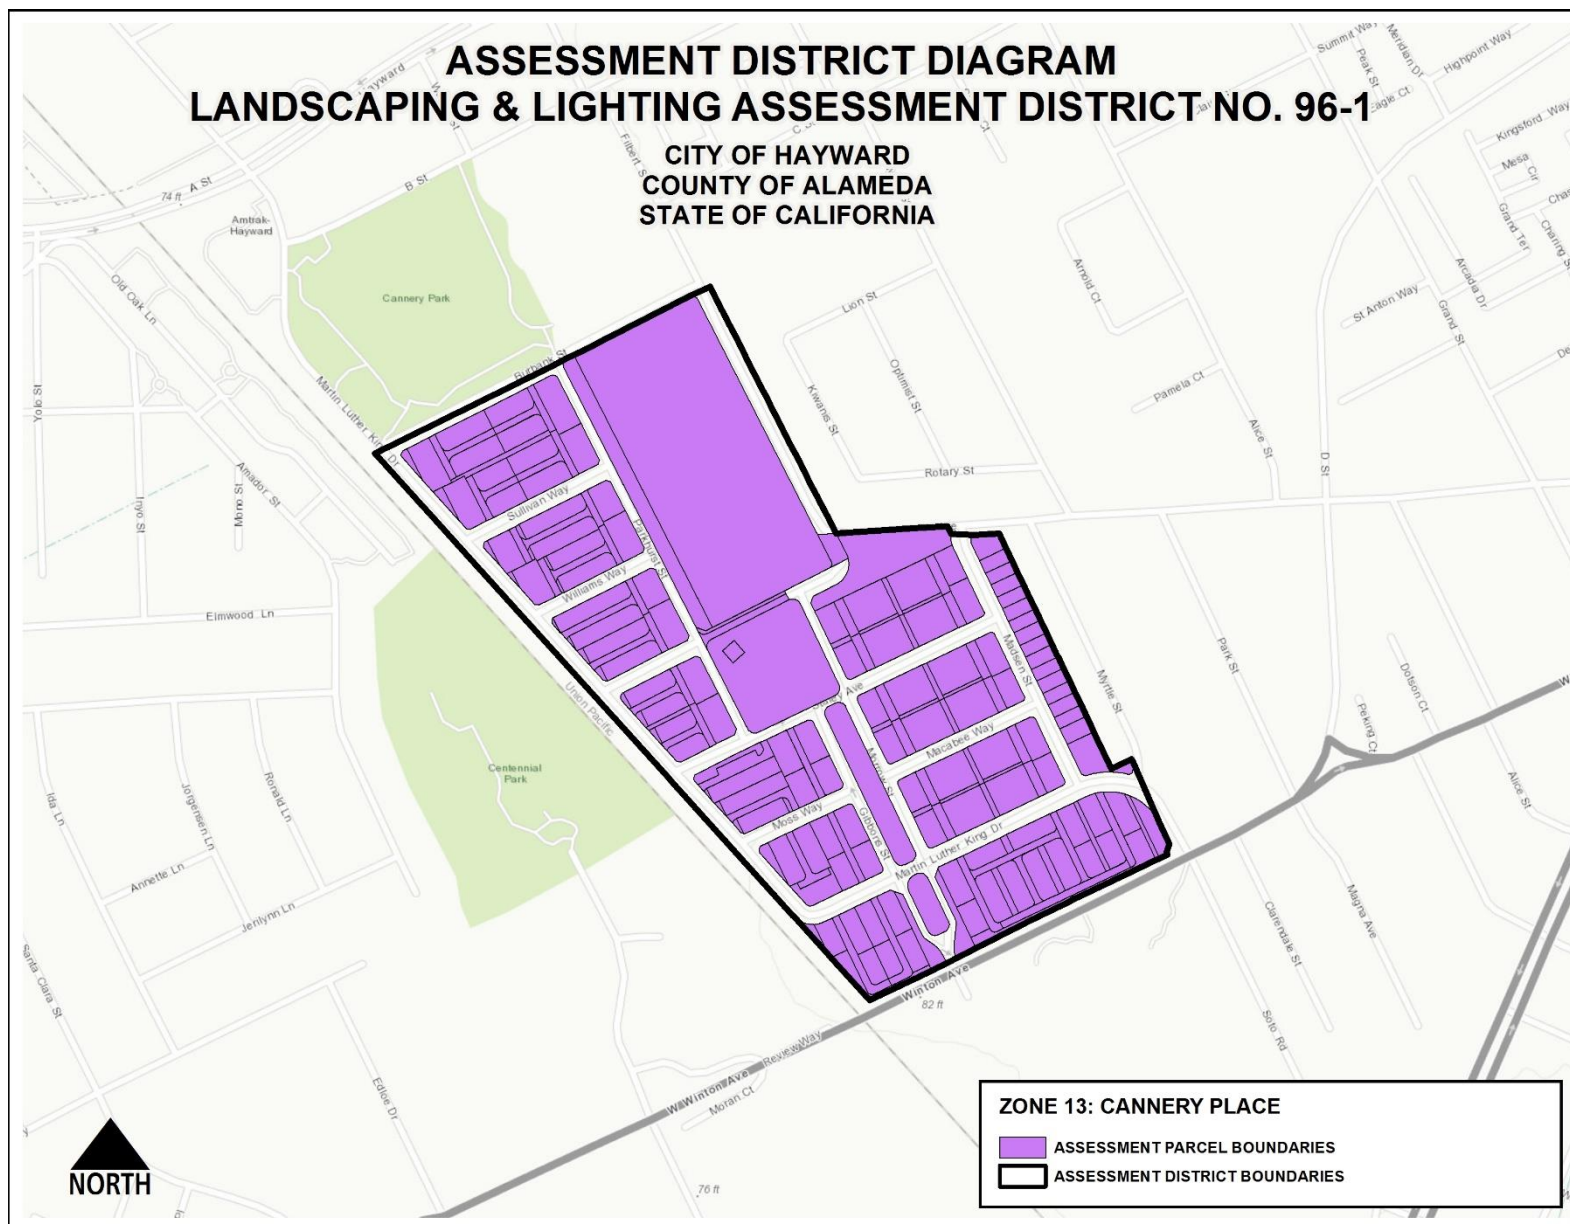 ASSESSMENT DISTRICT DIAGRAM
LANDSCAPING & LIGHTING ASSESSMENT DISTRICT NO. 96-1
CITY OF HAYWARD
COUNTY OF ALAMEDA
STATE OF CALIFORNIA
Summit Way
Peak St
Meridian Dr
Highpoint Way
Eagle Ct
Kingsford Way
Mesa Cir
Grand Ter
Charing S
Arcadia Dr
St Anton Way
Grand St
Filbert S
A St
74 ft
B St
Amtrak-
Hayward
Old Oak Ln
Cannery Park
Burbank St
Martin Luther King Dr
Lion St
Optimist St
Kiwanis St
Rotary St
Arnold Ct
Pamela Ct
Alice St
D St
Yolo St
Inyo St
Mono St
Amador St
Sullivan Way
Parkhurst St
Williams Way
Elmwood Ln
Union Pacific
Centennial
Park
Madsen St
Myrtle St
Park St
Dotson Ct
Peking Ct
Alice St
Macabee Way
Morrow St
Moss Way
Gibbons St
Martin Luther King Dr
Ida Ln
Jorgensen Ln
Ronald Ln
Annette Ln
Jenlynn Ln
Santa Clara St
Edloe Dr
Magna Ave
Clarendale St
Soto Rd
Winton Ave
82 ft
Review Way
W Winton Ave
Moran Ct
76 ft
NORTH
ZONE 13: CANNERY PLACE
ASSESSMENT PARCEL BOUNDARIES
ASSESSMENT DISTRICT BOUNDARIES